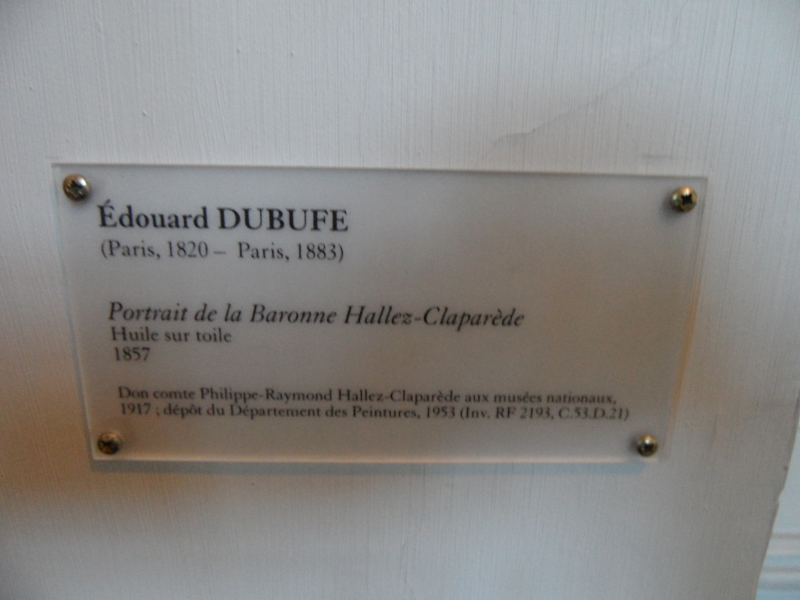 Édouard DUBUFE
(Paris, 1820 – Paris, 1883)
Portrait de la Baronne Hallez-Claparède
Huile sur toile
1857
Don comte Philippe-Raymond Hallez-Claparède aux musées nationaux,
1917 ; dépôt du Département des Peintures, 1953 (Inv. RF 2193, C.53.D.21)